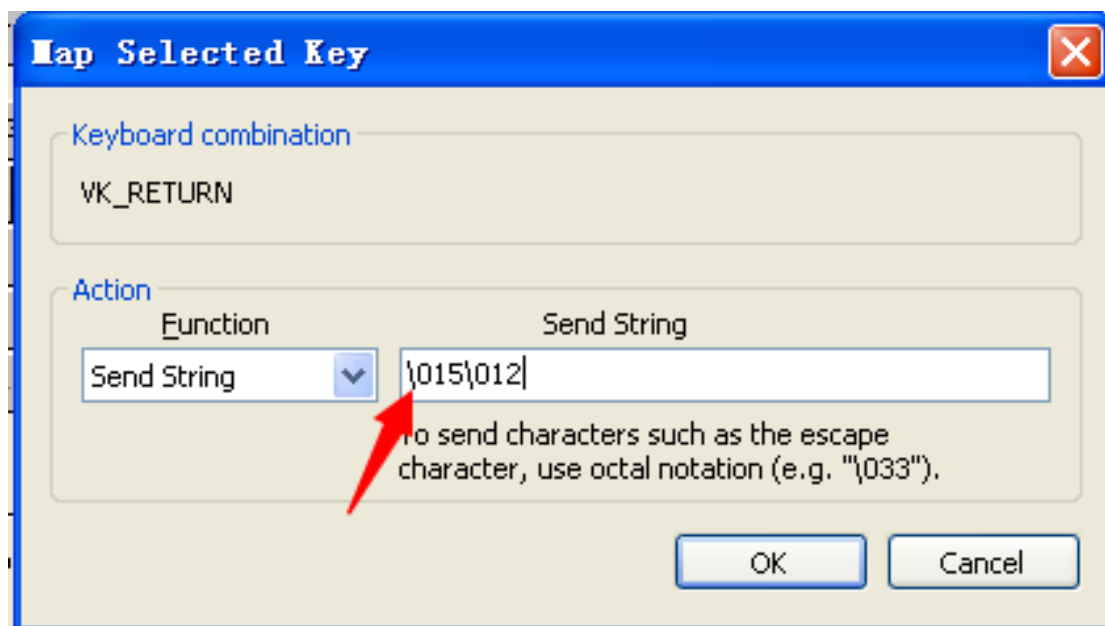 Map Selected Key
Keyboard combination
VK_RETURN
Action
Function Send String
Send String \015\012
To send characters such as the escape
character, use octal notation (e.g. "\033").
OK Cancel